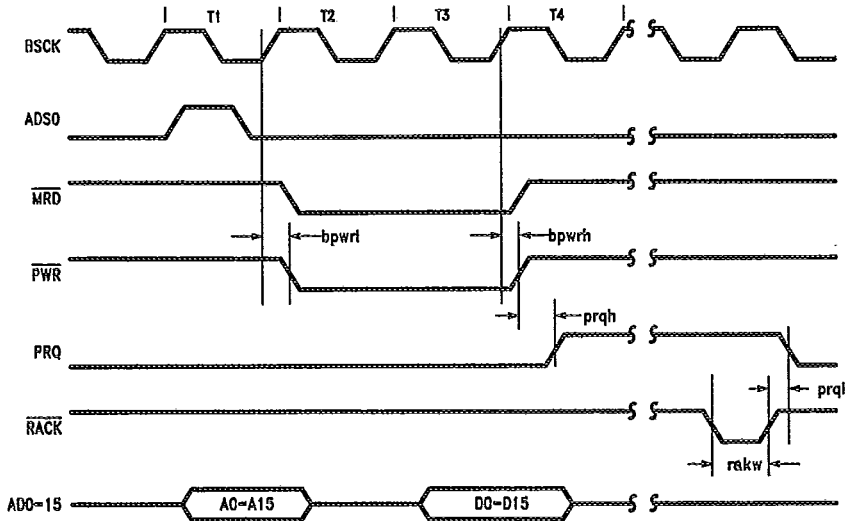 T1 T2 T3 T4
BSCK
ADS0
MRD
bpwrl bpwrh
PWR
prqh
PRQ
prql
RACK
rakw
AD0-15 A0-A15 D0-D15